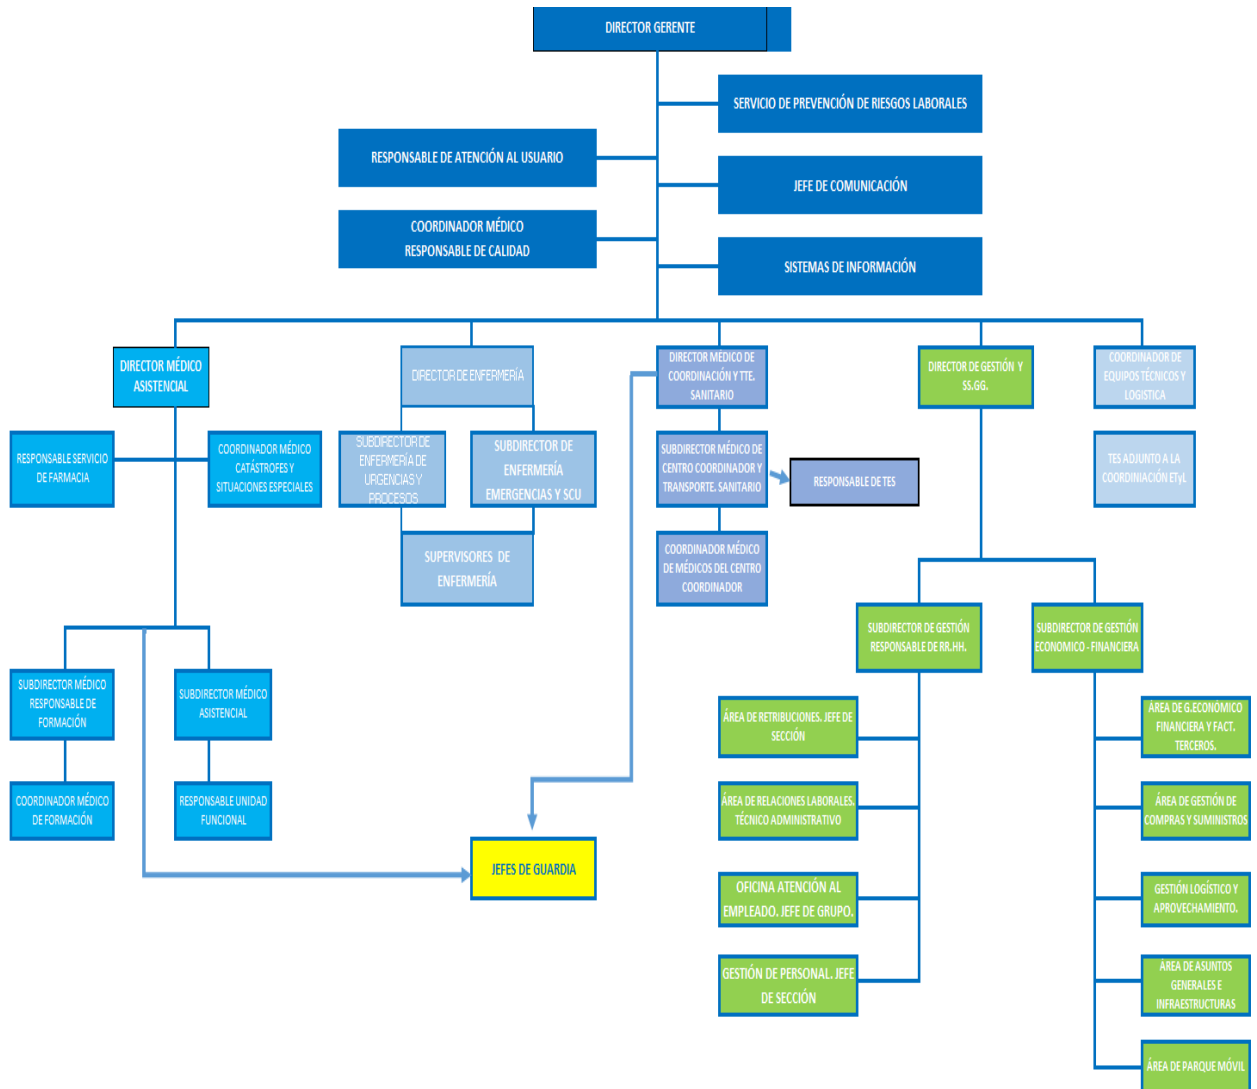 DIRECTOR GERENTE
SERVICIO DE PREVENCIÓN DE RIESGOS LABORALES
RESPONSABLE DE ATENCIÓN AL USUARIO
JEFE DE COMUNICACIÓN
COORDINADOR MÉDICO
RESPONSABLE DE CALIDAD
SISTEMAS DE INFORMACIÓN
DIRECTOR MÉDICO
ASISTENCIAL
DIRECTOR DE ENFERMERÍA
DIRECTOR MÉDICO DE
COORDINACIÓN Y TTE.
SANITARIO
DIRECTOR DE GESTIÓN Y
SS.GG.
COORDINADOR DE
EQUIPOS TÉCNICOS Y
LOGISTICA
RESPONSABLE SERVICIO
DE FARMACIA
COORDINADOR MÉDICO
CATÁSTROFES Y
SITUACIONES ESPECIALES
SUBDIRECTOR DE
ENFERMERÍA DE
URGENCIAS Y
PROCESOS
SUBDIRECTOR DE
ENFERMERÍA
EMERGENCIAS Y SCU
SUBDIRECTOR MÉDICO DE
CENTRO COORDINADOR Y
TRANSPORTE. SANITARIO
RESPONSABLE DE TES
TES ADJUNTO A LA
COORDINIACIÓN ETyL
SUPERVISORES DE
ENFERMERÍA
COORDINADOR MÉDICO
DE MÉDICOS DEL CENTRO
COORDINADOR
SUBDIRECTOR DE GESTIÓN
RESPONSABLE DE RR.HH.
SUBDIRECTOR DE GESTIÓN
ECONOMICO - FINANCIERA
SUBDIRECTOR MÉDICO
RESPONSABLE DE
FORMACIÓN
SUBDIRECTOR MÉDICO
ASISTENCIAL
ÁREA DE RETRIBUCIONES. JEFE DE
SECCIÓN
ÁREA DE G.ECONÓMICO
FINANCIERA Y FACT.
TERCEROS.
COORDINADOR MÉDICO
DE FORMACIÓN
RESPONSABLE UNIDAD
FUNCIONAL
ÁREA DE RELACIONES LABORALES.
TÉCNICO ADMINISTRATIVO
ÁREA DE GESTIÓN DE
COMPRAS Y SUMINISTROS
JEFES DE GUARDIA
OFICINA ATENCIÓN AL
EMPLEADO. JEFE DE GRUPO.
GESTIÓN LOGÍSTICO Y
APROVECHAMIENTO.
GESTIÓN DE PERSONAL. JEFE
DE SECCIÓN
ÁREA DE ASUNTOS
GENERALES E
INFRAESTRUCTURAS
ÁREA DE PARQUE MÓVIL